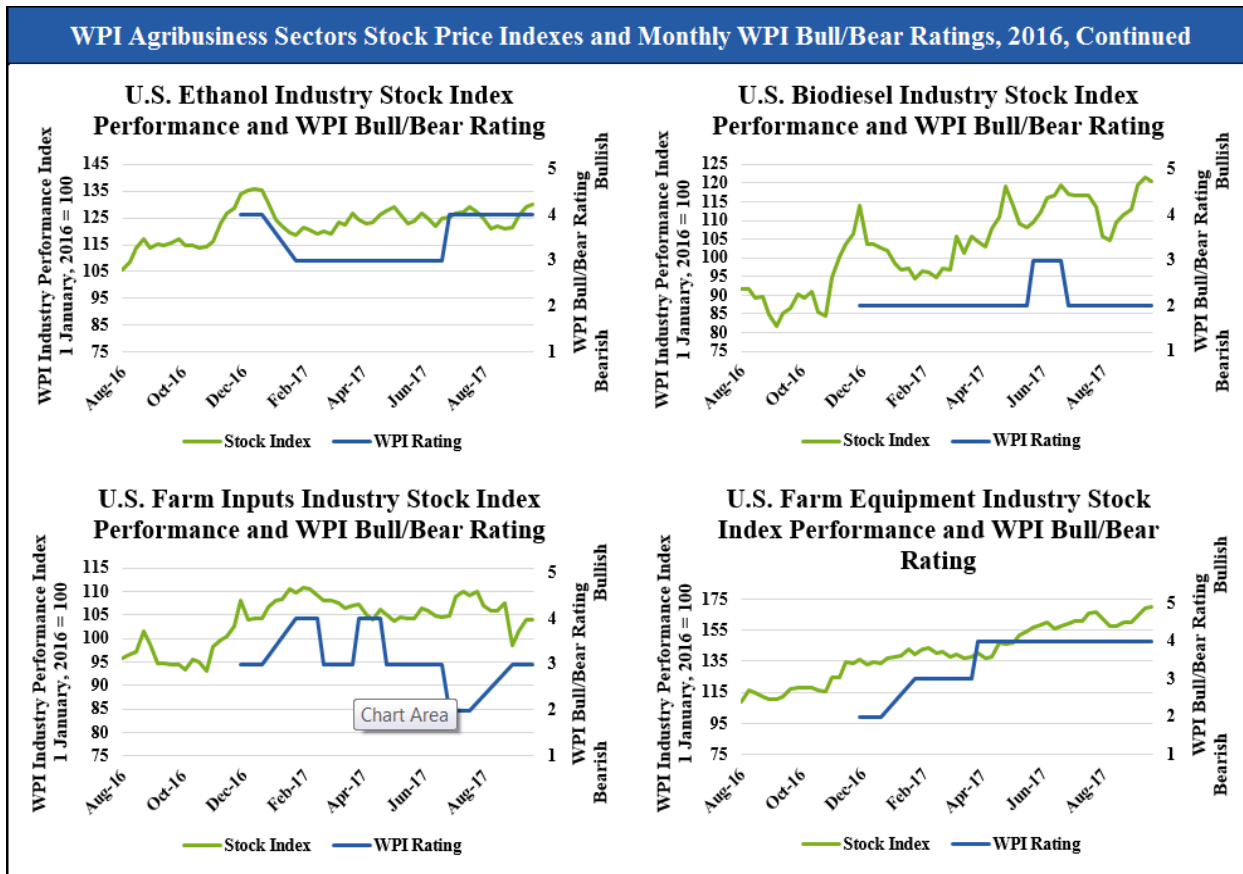 WPI Agribusiness Sectors Stock Price Indexes and Monthly WPI Bull/Bear Ratings, 2016, Continued
U.S. Ethanol Industry Stock Index
Performance and WPI Bull/Bear Rating
WPI Industry Performance Index
1 January, 2016 = 100
145
135
125
115
105
95
85
75
5
4
3
2
1
WPI Bull/Bear Rating
Bearish
Bullish
Aug-16
Oct-16
Dec-16
Feb-17
Apr-17
Jun-17
Aug-17
Stock Index
WPI Rating
U.S. Biodiesel Industry Stock Index
Performance and WPI Bull/Bear Rating
WPI Industry Performance Index
1 January, 2016 = 100
125
120
115
110
105
100
95
90
85
80
75
5
4
3
2
1
WPI Bull/Bear Rating
Bearish
Bullish
Aug-16
Oct-16
Dec-16
Feb-17
Apr-17
Jun-17
Aug-17
Stock Index
WPI Rating
U.S. Farm Inputs Industry Stock Index
Performance and WPI Bull/Bear Rating
WPI Industry Performance Index
1 January, 2016 = 100
115
110
105
100
95
90
85
80
75
5
4
3
2
1
WPI Bull/Bear Rating
Bearish
Bullish
Chart Area
Aug-16
Oct-16
Dec-16
Feb-17
Apr-17
Jun-17
Aug-17
Stock Index
WPI Rating
U.S. Farm Equipment Industry Stock
Index Performance and WPI Bull/Bear
Rating
WPI Industry Performance Index
1 January, 2016 = 100
175
155
135
115
95
75
5
4
3
2
1
WPI Bull/Bear Rating
Bearish
Bullish
Aug-16
Oct-16
Dec-16
Feb-17
Apr-17
Jun-17
Aug-17
Stock Index
WPI Rating